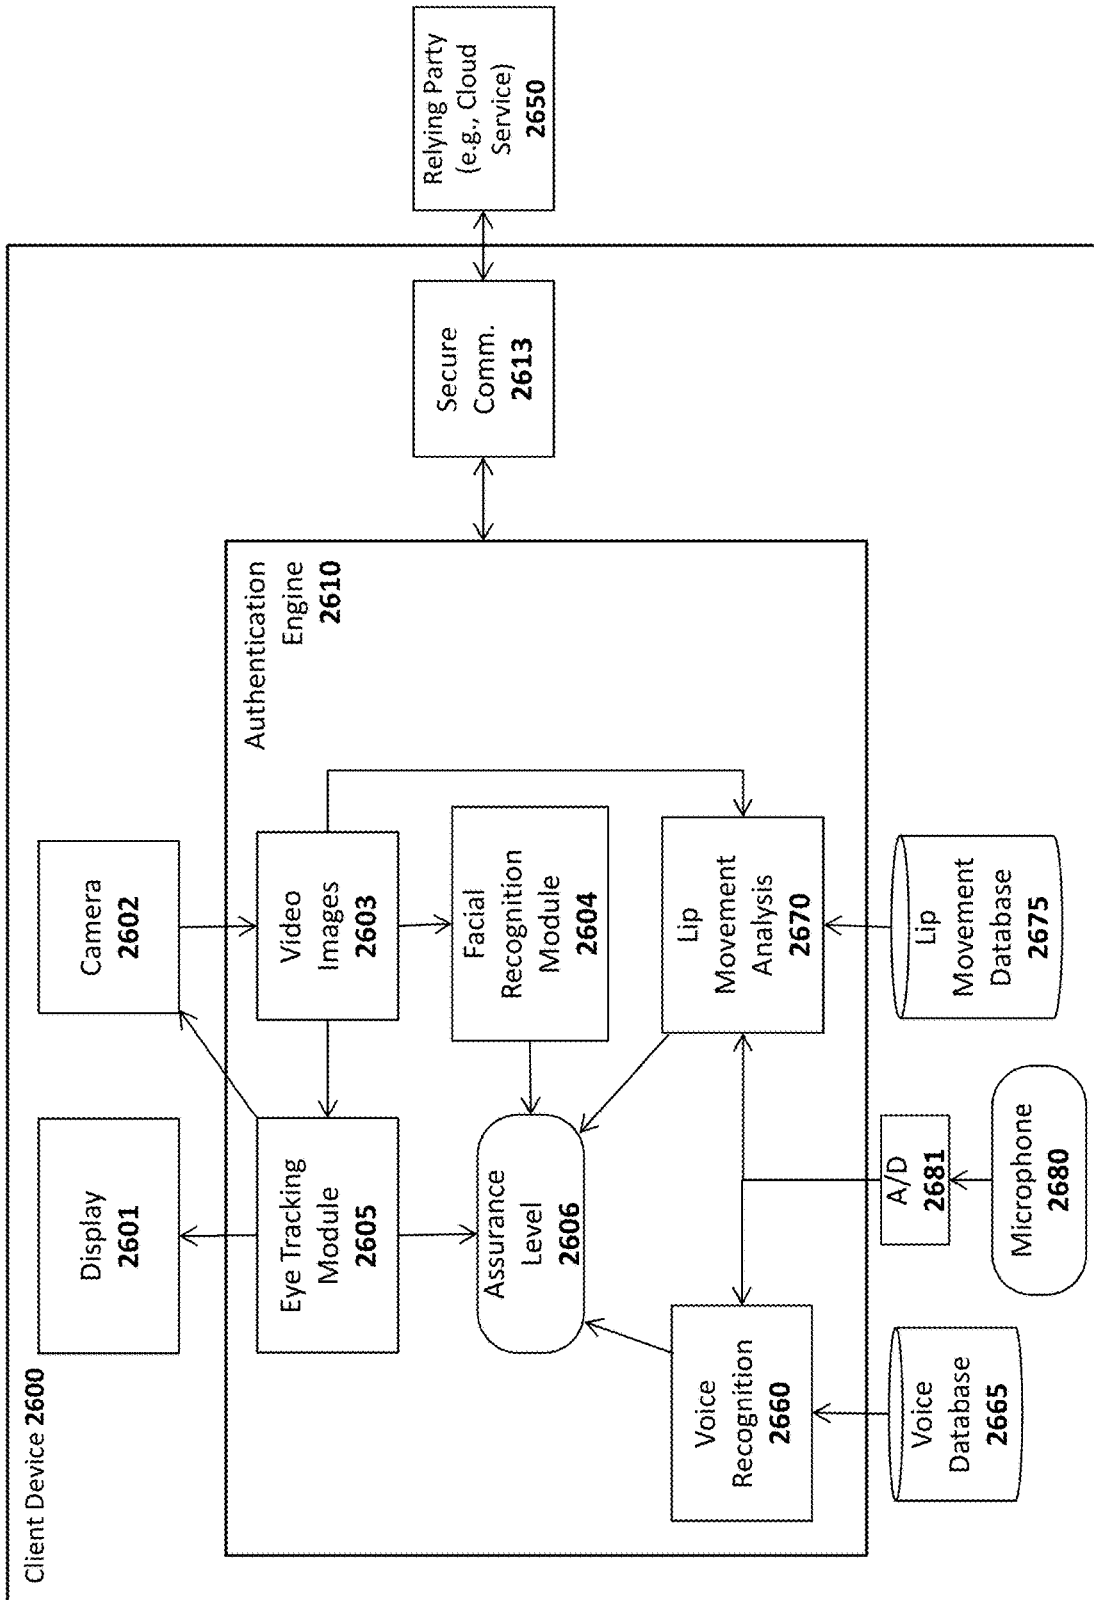 Client Device 2600
Display
2601
Camera
2602
Eye Tracking
Module
2605
Video
Images
2603
Authentication
Engine
2610
Assurance
Level
2606
Facial
Recognition
Module
2604
Voice
Recognition
2660
Lip
Movement
Analysis
2670
Voice
Database
2665
A/D
2681
Microphone
2680
Lip
Movement
Database
2675
Secure
Comm.
2613
Relying Party
(e.g., Cloud
Service)
2650